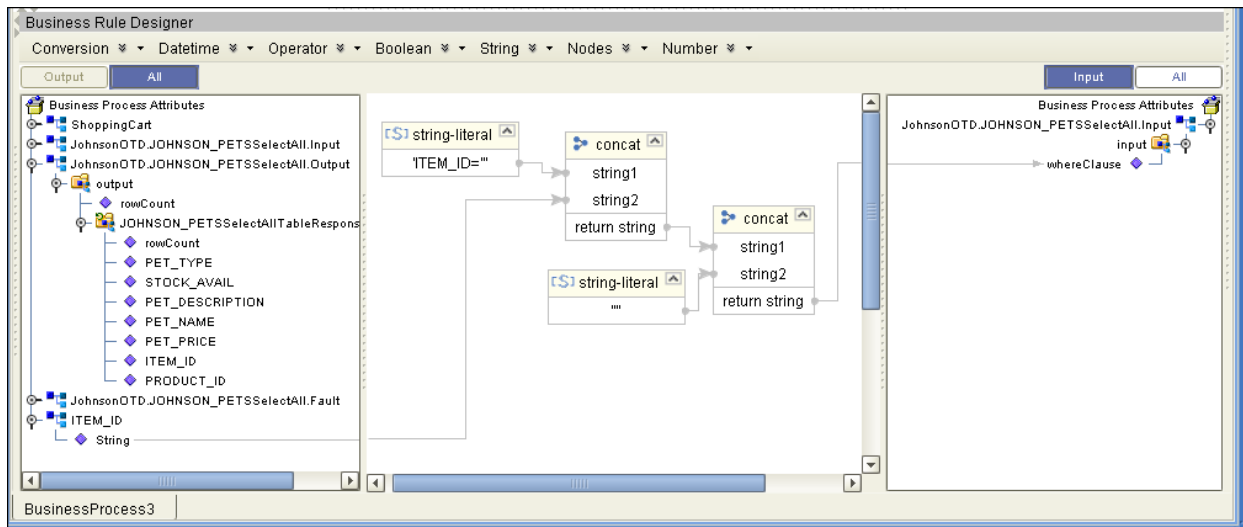 Business Rule Designer
Conversion Datetime Operator Boolean String Nodes Number
Output All Input All
Business Process Attributes
ShoppingCart
JohnsonOTD.JOHNSON_PETSSelectAll.Input
JohnsonOTD.JOHNSON_PETSSelectAll.Output
output
rowCount
JOHNSON_PETSSelectAllTableRespons
rowCount
PET_TYPE
STOCK_AVAIL
PET_DESCRIPTION
PET_NAME
PET_PRICE
ITEM_ID
PRODUCT_ID
JohnsonOTD.JOHNSON_PETSSelectAll.Fault
ITEM_ID
String
[S] string-literal
'ITEM_ID='"
concat
string1
string2
return string
[S] string-literal
""
concat
string1
string2
return string
Business Process Attributes
JohnsonOTD.JOHNSON_PETSSelectAll.Input
input
whereClause
BusinessProcess3